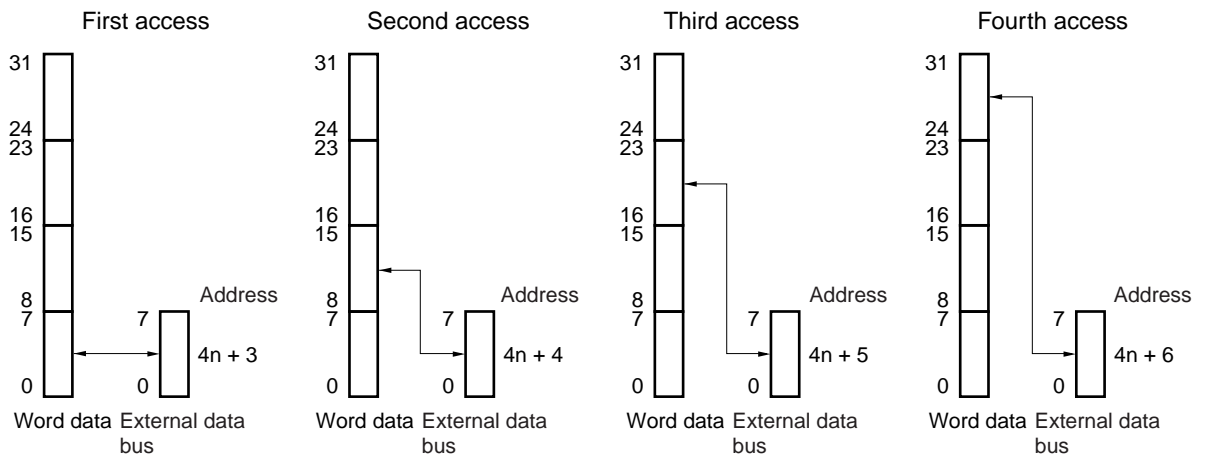 First access
31
24
23
16
15
8
7
0
7
0
Address
4n + 3
Word data External data
bus
Second access
31
24
23
16
15
8
7
0
7
0
Address
4n + 4
Word data External data
bus
Third access
31
24
23
16
15
8
7
0
7
0
Address
4n + 5
Word data External data
bus
Fourth access
31
24
23
16
15
8
7
0
7
0
Address
4n + 6
Word data External data
bus